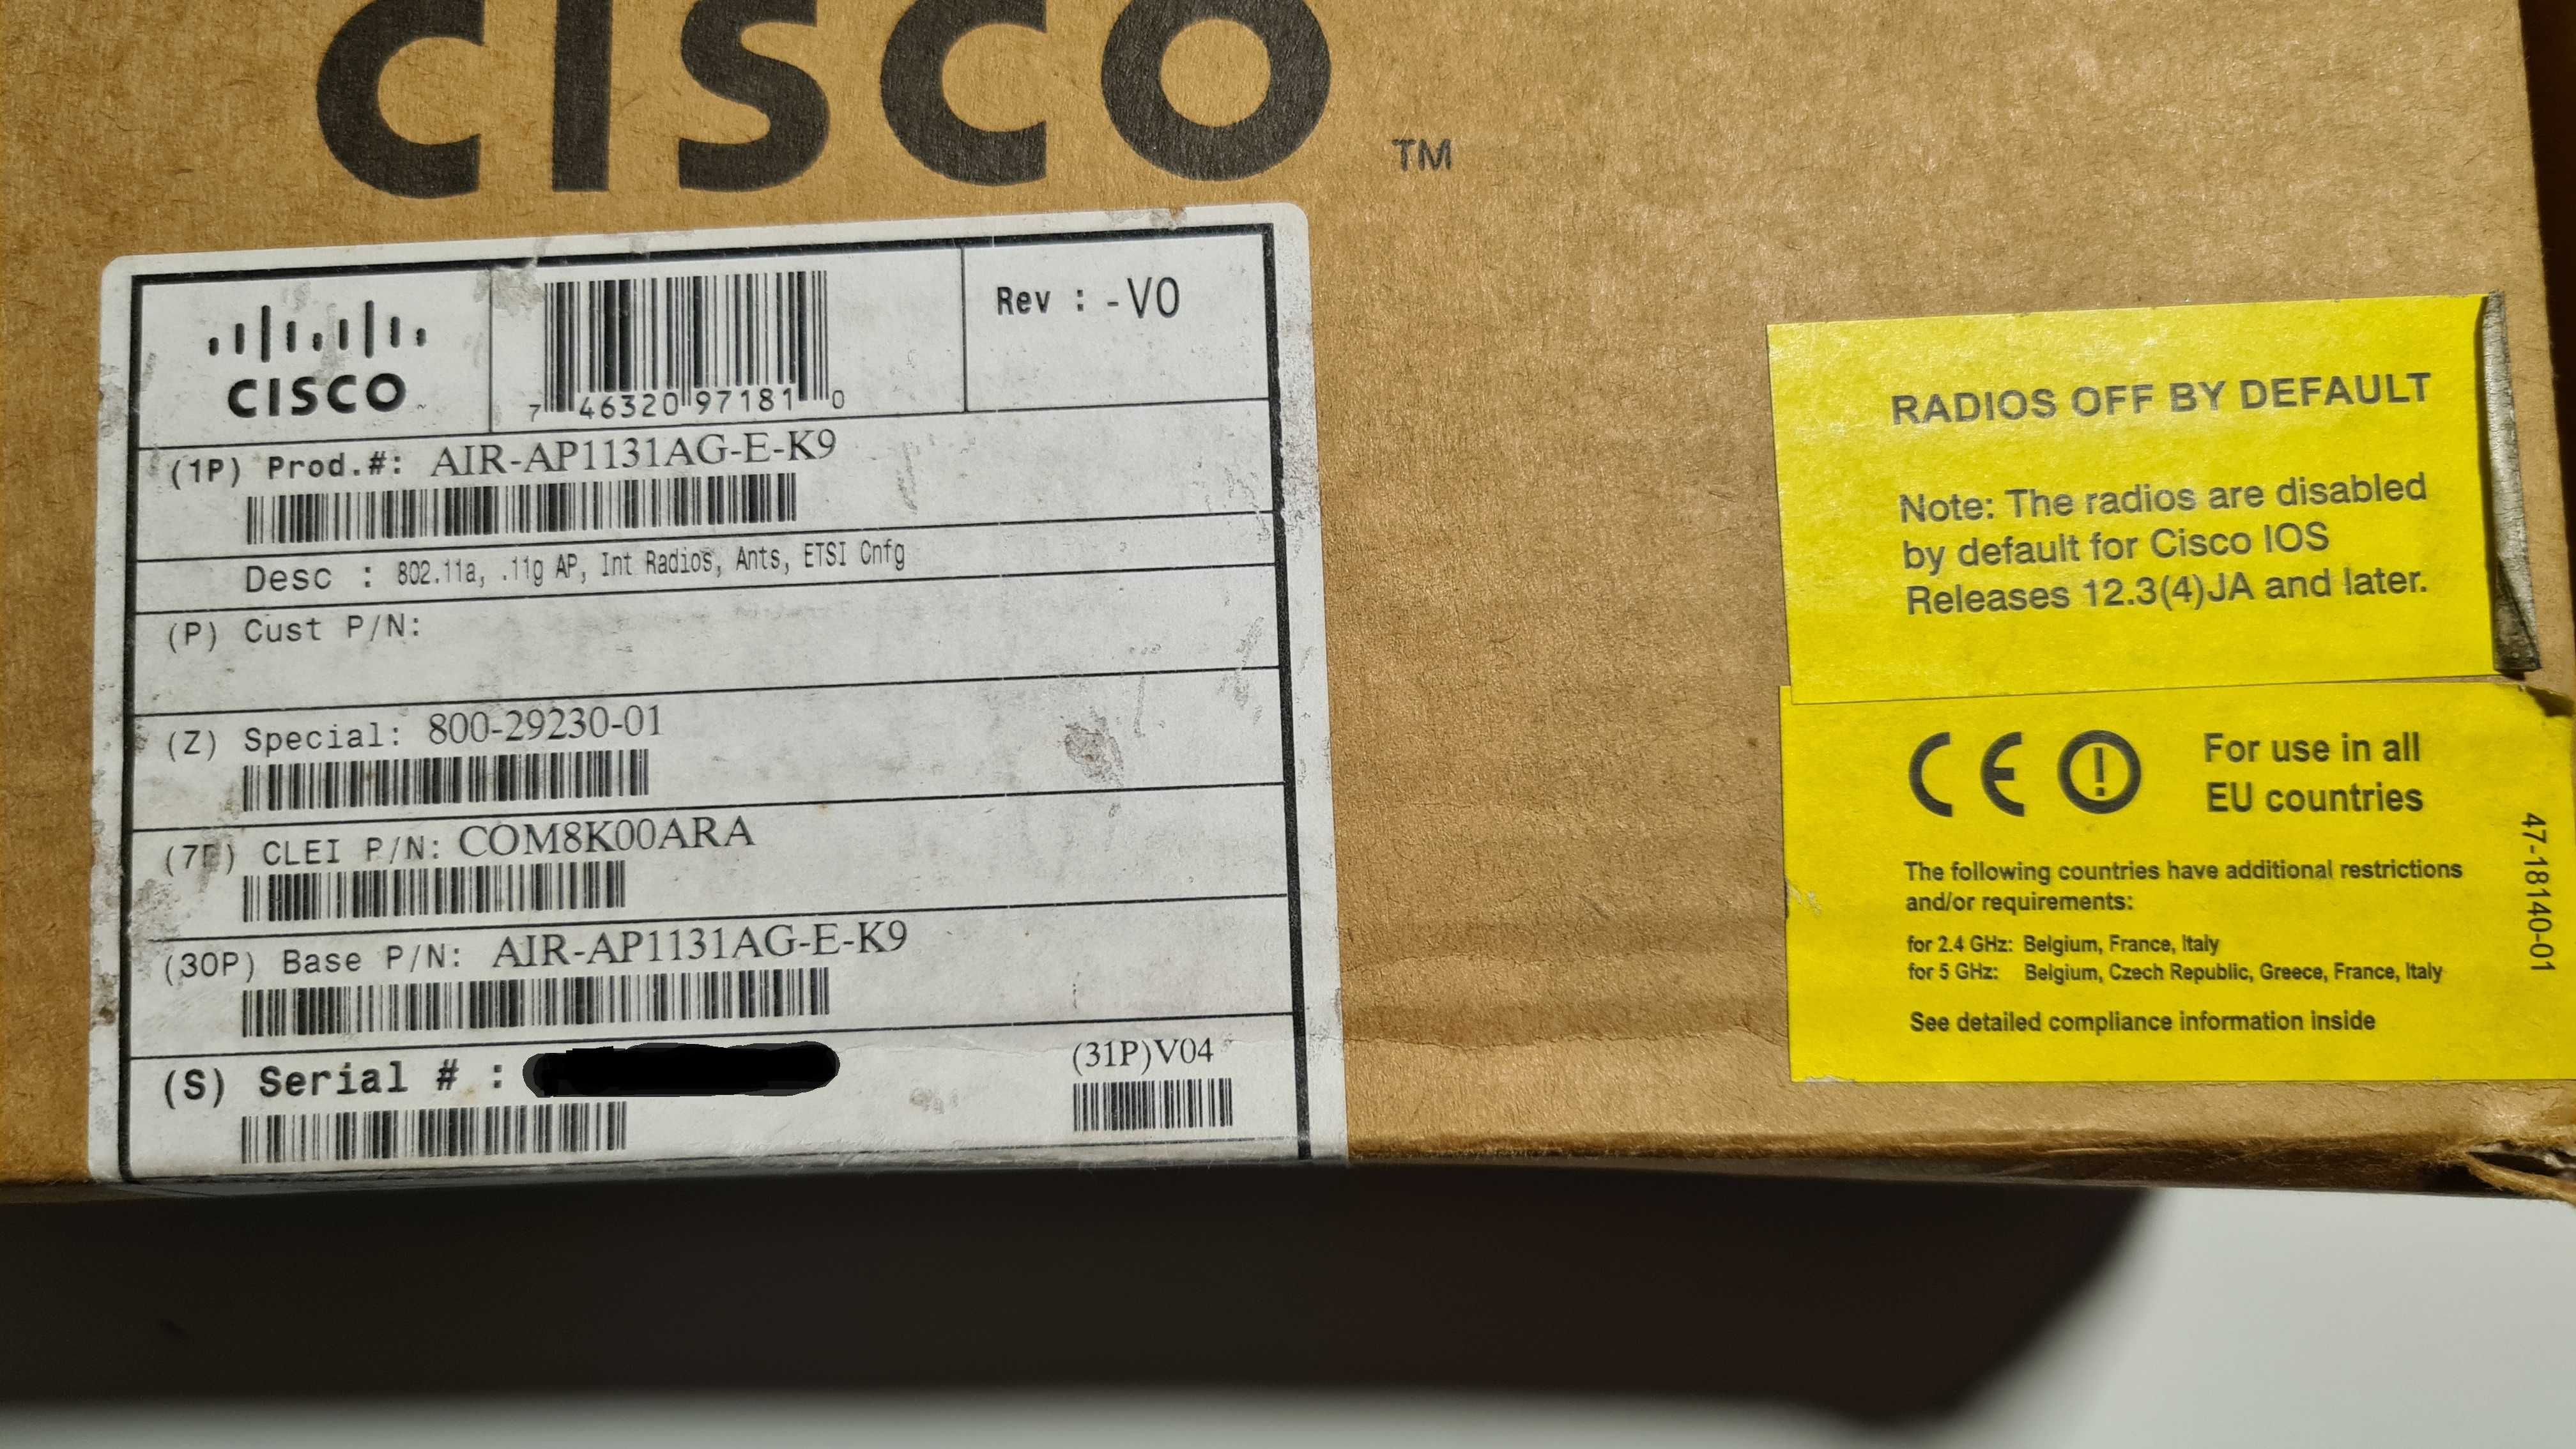 CISCO
TM
CISCO
7 46320 97181 0
Rev : -V0
(1P) Prod.#: AIR-AP1131AG-E-K9
Desc : 802.11a, .11g AP, Int Radios, Ants, ETSI Cnfg
(P) Cust P/N:
(Z) Special: 800-29230-01
(7P) CLEI P/N: COM8K00ARA
(30P) Base P/N: AIR-AP1131AG-E-K9
(S) Serial # :
(31P)V04
RADIOS OFF BY DEFAULT
Note: The radios are disabled
by default for Cisco IOS
Releases 12.3(4)JA and later.
CE
For use in all
EU countries
The following countries have additional restrictions
and/or requirements:
for 2.4 GHz: Belgium, France, Italy
for 5 GHz: Belgium, Czech Republic, Greece, France, Italy
See detailed compliance information inside
47-18140-01